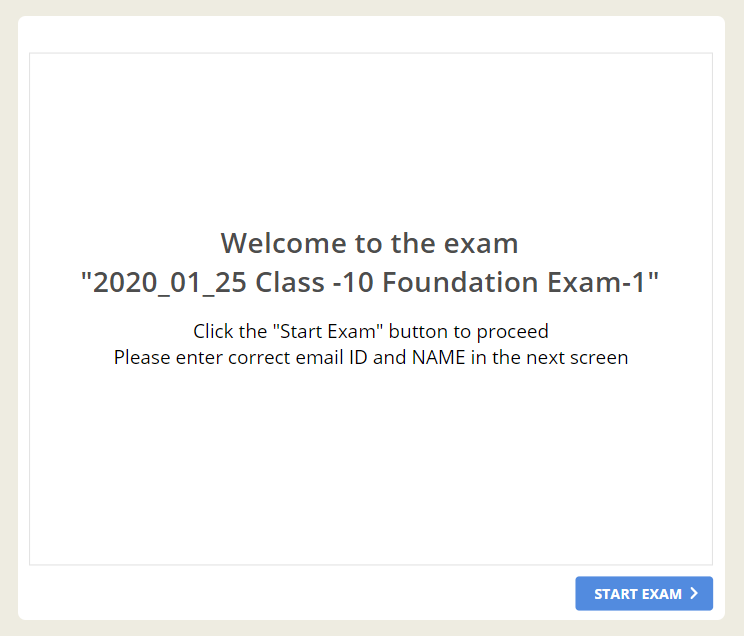 Welcome to the exam
"2020_01_25 Class -10 Foundation Exam-1"
Click the "Start Exam" button to proceed
Please enter correct email ID and NAME in the next screen
START EXAM